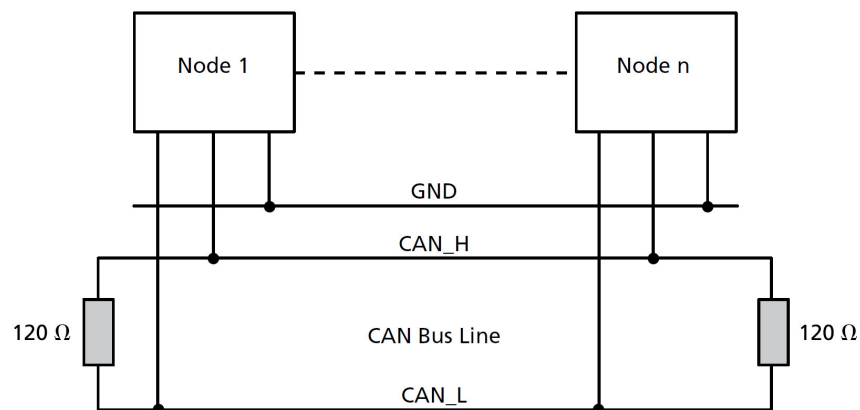 Node 1
Node n
GND
CAN_H
120 Ω
CAN Bus Line
120 Ω
CAN_L